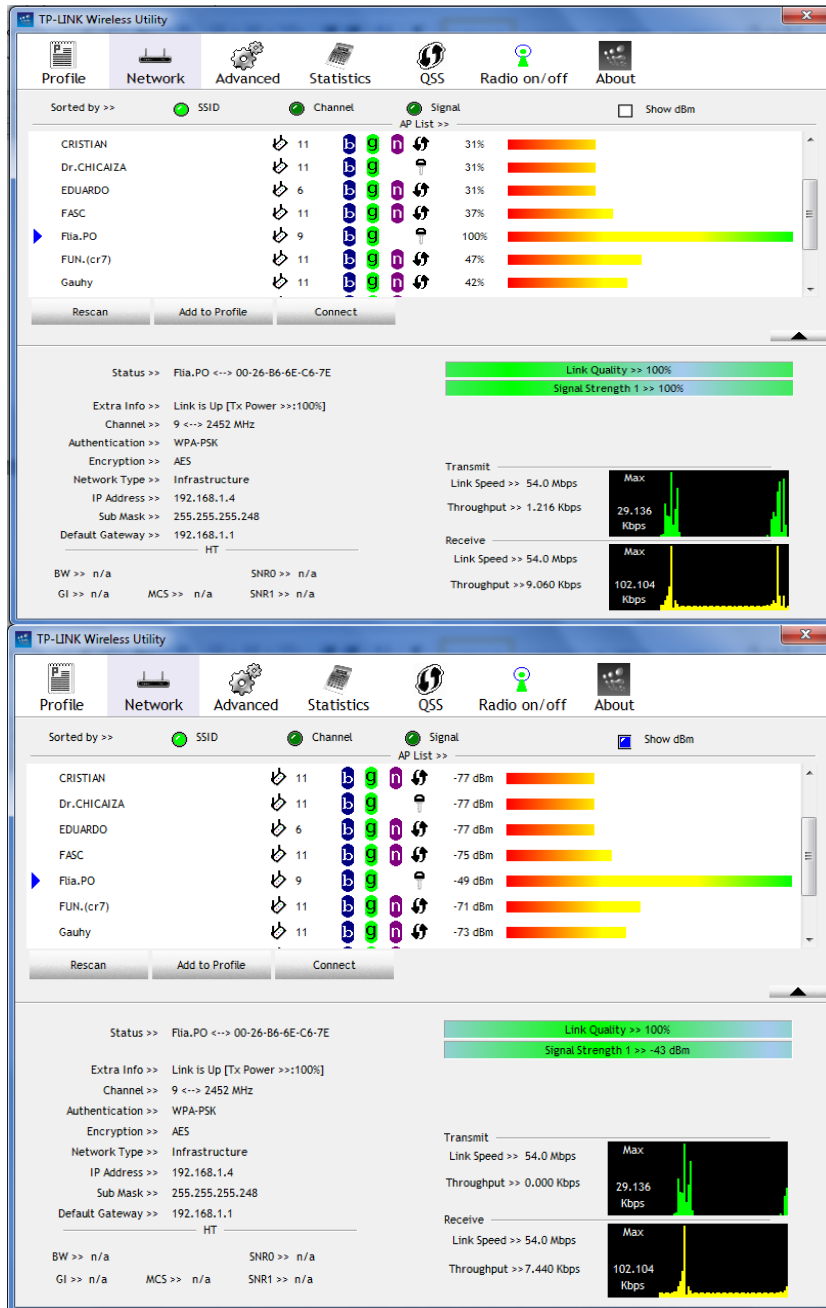 TP-LINK Wireless Utility
Profile Network Advanced Statistics QSS Radio on/off About
Sorted by >> SSID Channel Signal Show dBm
AP List >>
CRISTIAN 11 b g n 31%
Dr.CHICAIZA 11 b g 31%
EDUARDO 6 b g n 31%
FASC 11 b g n 37%
Flia.PO 9 b g 100%
FUN.(cr7) 11 b g n 47%
Gauhy 11 b g n 42%
Rescan Add to Profile Connect
Status >> Flia.PO <--> 00-26-B6-6E-C6-7E
Extra Info >> Link is Up [Tx Power >>:100%]
Channel >> 9 <--> 2452 MHz
Authentication >> WPA-PSK
Encryption >> AES
Network Type >> Infrastructure
IP Address >> 192.168.1.4
Sub Mask >> 255.255.255.248
Default Gateway >> 192.168.1.1
HT
BW >> n/a SNR0 >> n/a
GI >> n/a MCS >> n/a SNR1 >> n/a
Link Quality >> 100%
Signal Strength 1 >> 100%
Transmit
Link Speed >> 54.0 Mbps
Throughput >> 1.216 Kbps
Max
29.136
Kbps
Receive
Link Speed >> 54.0 Mbps
Throughput >>9.060 Kbps
Max
102.104
Kbps
TP-LINK Wireless Utility
Profile Network Advanced Statistics QSS Radio on/off About
Sorted by >> SSID Channel Signal Show dBm
AP List >>
CRISTIAN 11 b g n -77 dBm
Dr.CHICAIZA 11 b g -77 dBm
EDUARDO 6 b g n -77 dBm
FASC 11 b g n -75 dBm
Flia.PO 9 b g -49 dBm
FUN.(cr7) 11 b g n -71 dBm
Gauhy 11 b g n -73 dBm
Rescan Add to Profile Connect
Status >> Flia.PO <--> 00-26-B6-6E-C6-7E
Extra Info >> Link is Up [Tx Power >>:100%]
Channel >> 9 <--> 2452 MHz
Authentication >> WPA-PSK
Encryption >> AES
Network Type >> Infrastructure
IP Address >> 192.168.1.4
Sub Mask >> 255.255.255.248
Default Gateway >> 192.168.1.1
HT
BW >> n/a SNR0 >> n/a
GI >> n/a MCS >> n/a SNR1 >> n/a
Link Quality >> 100%
Signal Strength 1 >> -43 dBm
Transmit
Link Speed >> 54.0 Mbps
Throughput >> 0.000 Kbps
Max
29.136
Kbps
Receive
Link Speed >> 54.0 Mbps
Throughput >>7.440 Kbps
Max
102.104
Kbps